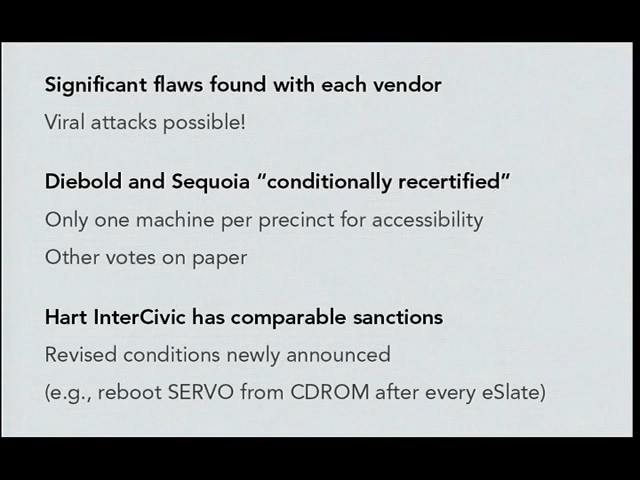 Significant flaws found with each vendor
Viral attacks possible!
Diebold and Sequoia “conditionally recertified”
Only one machine per precinct for accessibility
Other votes on paper
Hart InterCivic has comparable sanctions
Revised conditions newly announced
(e.g., reboot SERVO from CDROM after every eSlate)